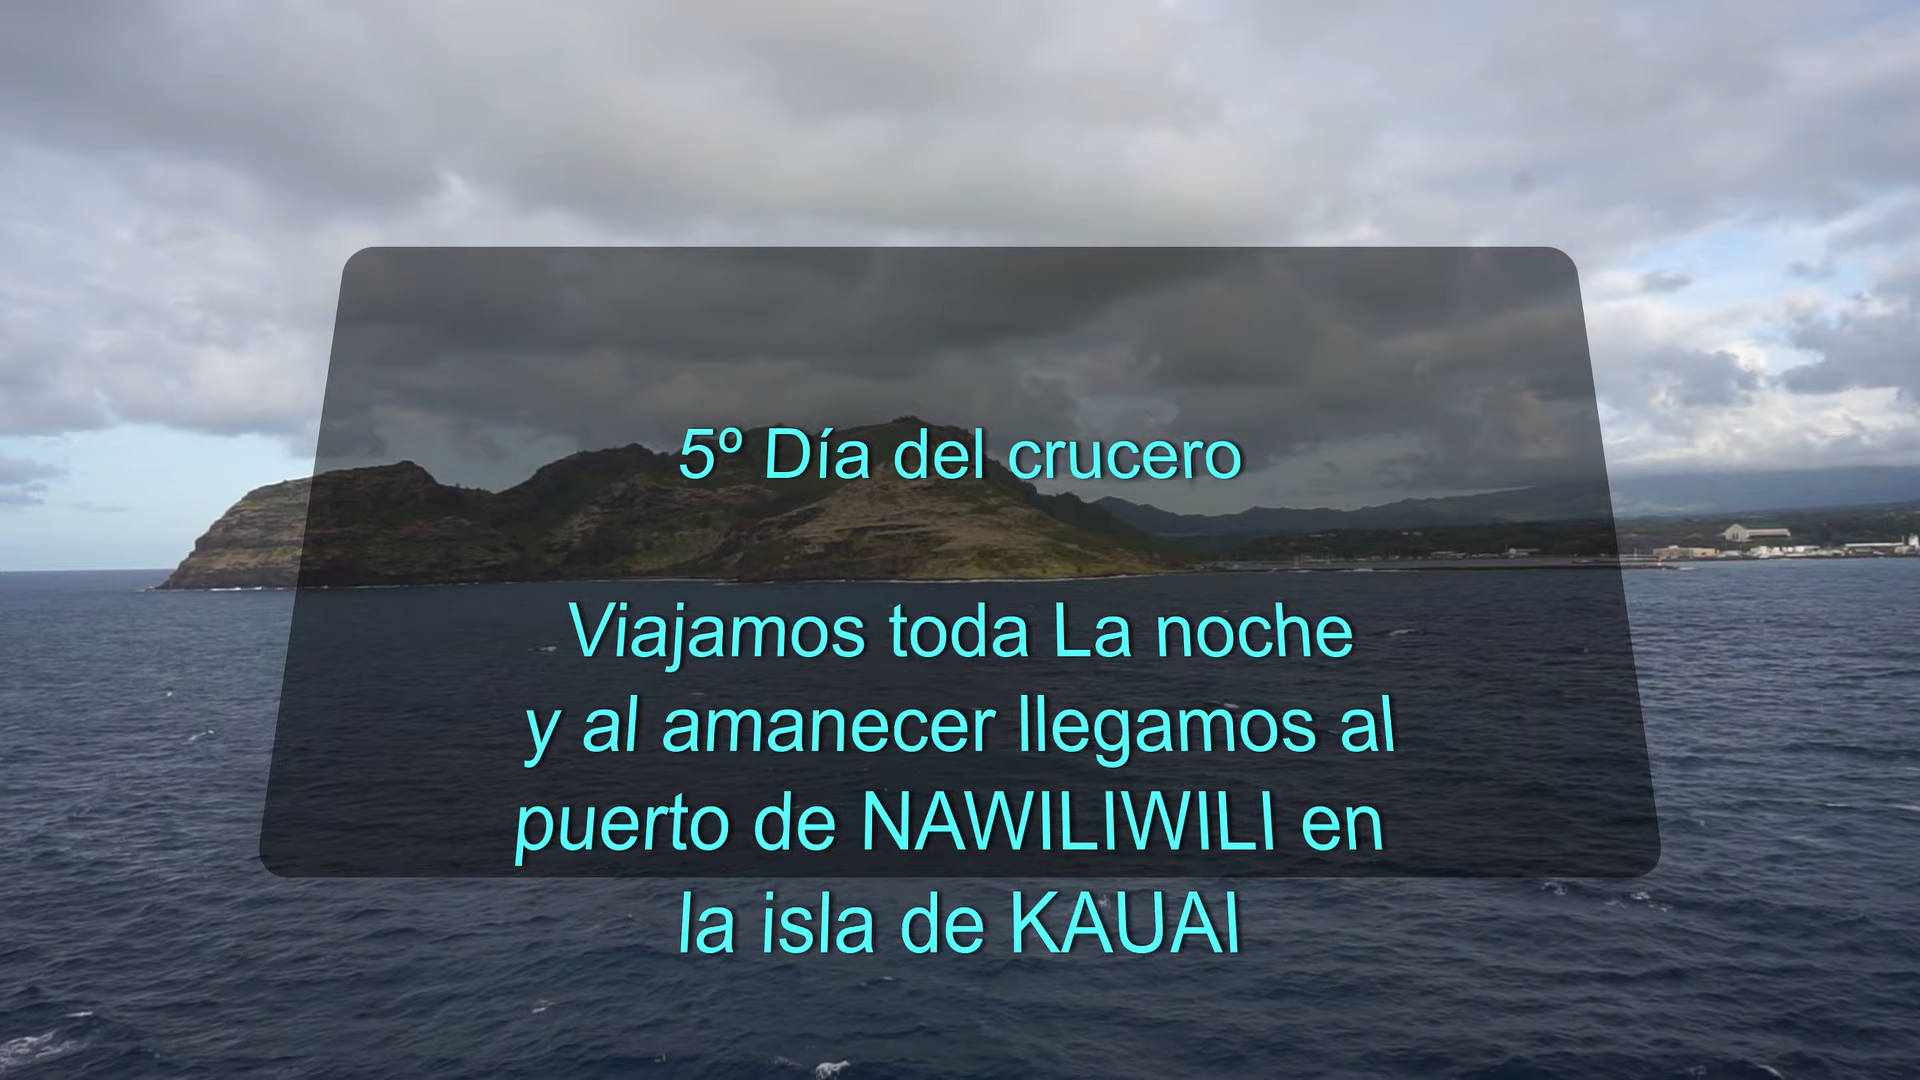 5º Día del crucero
Viajamos toda La noche
y al amanecer llegamos al
puerto de NAWILIWILI en
la isla de KAUAI